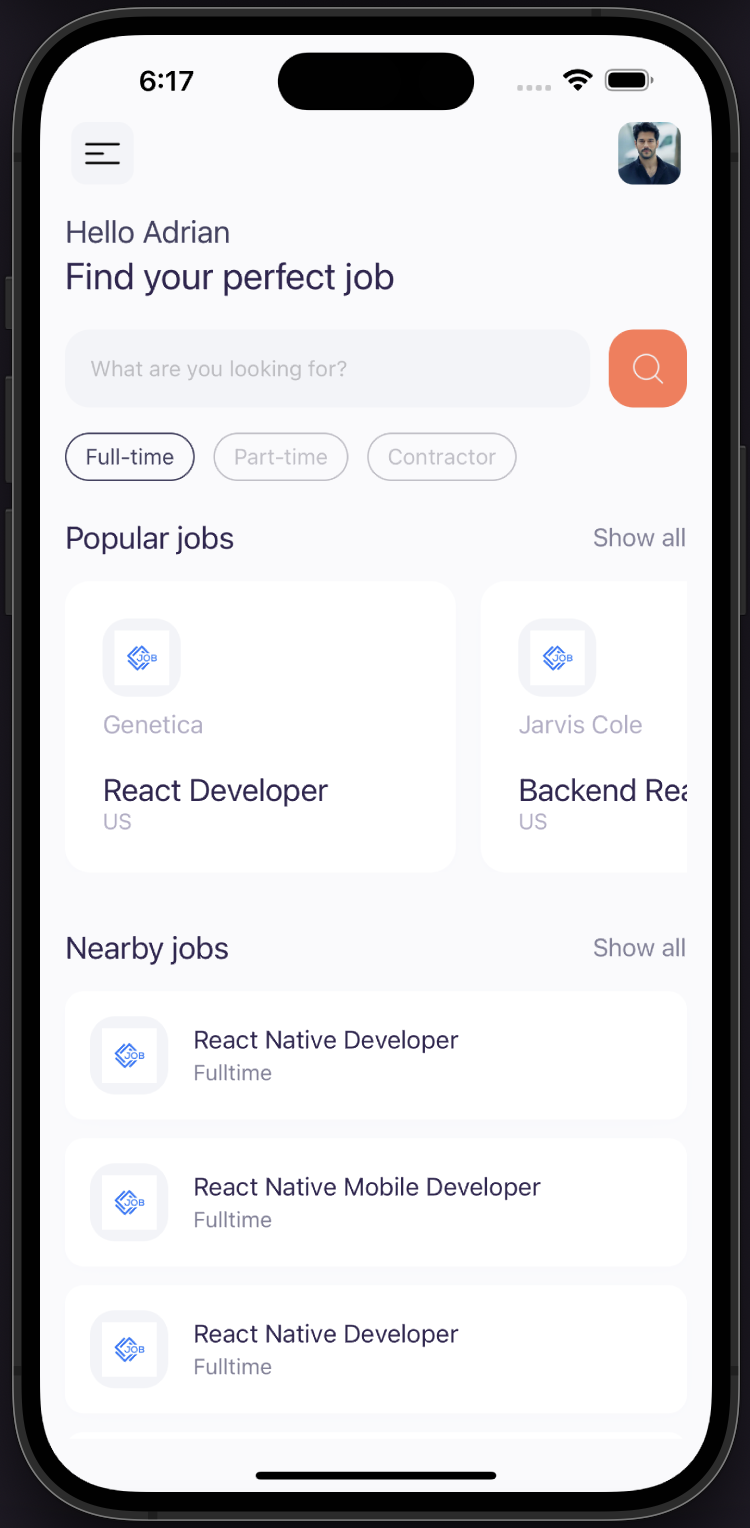 6:17
Hello Adrian
Find your perfect job
What are you looking for?
Full-time Part-time Contractor
Popular jobs Show all
JOB JOB
Genetica Jarvis Cole
React Developer Backend Rea
US US
Nearby jobs Show all
JOB
React Native Developer
Fulltime
JOB
React Native Mobile Developer
Fulltime
JOB
React Native Developer
Fulltime